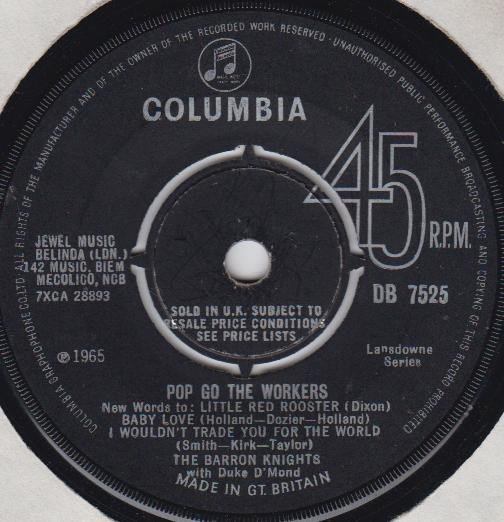 COLUMBIA GRAPHOPHONE CO. LTD. ALL RIGHTS OF THE MANUFACTURER AND OF THE OWNER OF THE RECORDED WORK RESERVED · UNAUTHORISED PUBLIC PERFORMANCE BROADCASTING AND COPYING OF THIS RECORD PROHIBITED
COLUMBIA
45
R.P.M.
JEWEL MUSIC
BELINDA (LDN.)
142 MUSIC. BIEM
MECOLICO, NCB
7XCA 28893
DB 7525
SOLD IN U.K. SUBJECT TO
RESALE PRICE CONDITIONS,
SEE PRICE LISTS
℗ 1965
Lansdowne
Series
POP GO THE WORKERS
New Words to: LITTLE RED ROOSTER (Dixon)
BABY LOVE (Holland—Dozier—Holland)
I WOULDN'T TRADE YOU FOR THE WORLD
(Smith—Kirk—Taylor)
THE BARRON KNIGHTS
with Duke D'Mond
MADE IN GT. BRITAIN